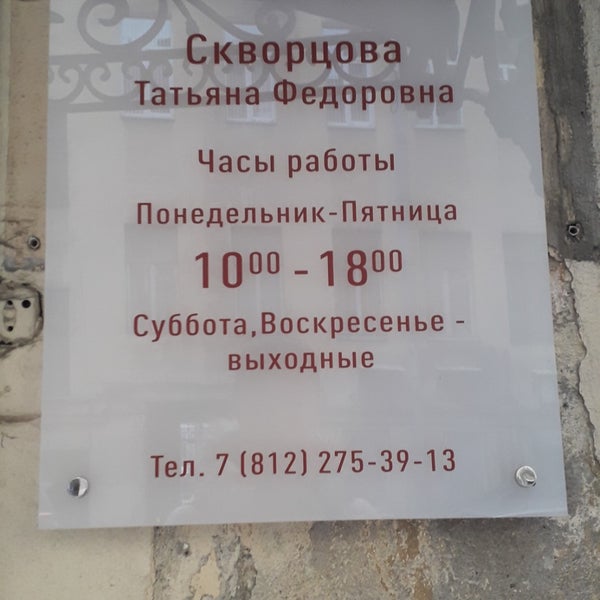 Скворцова
Татьяна Федоровна
Часы работы
Понедельник-Пятница
10⁰⁰ - 18⁰⁰
Суббота,Воскресенье -
выходные
Тел. 7 (812) 275-39-13